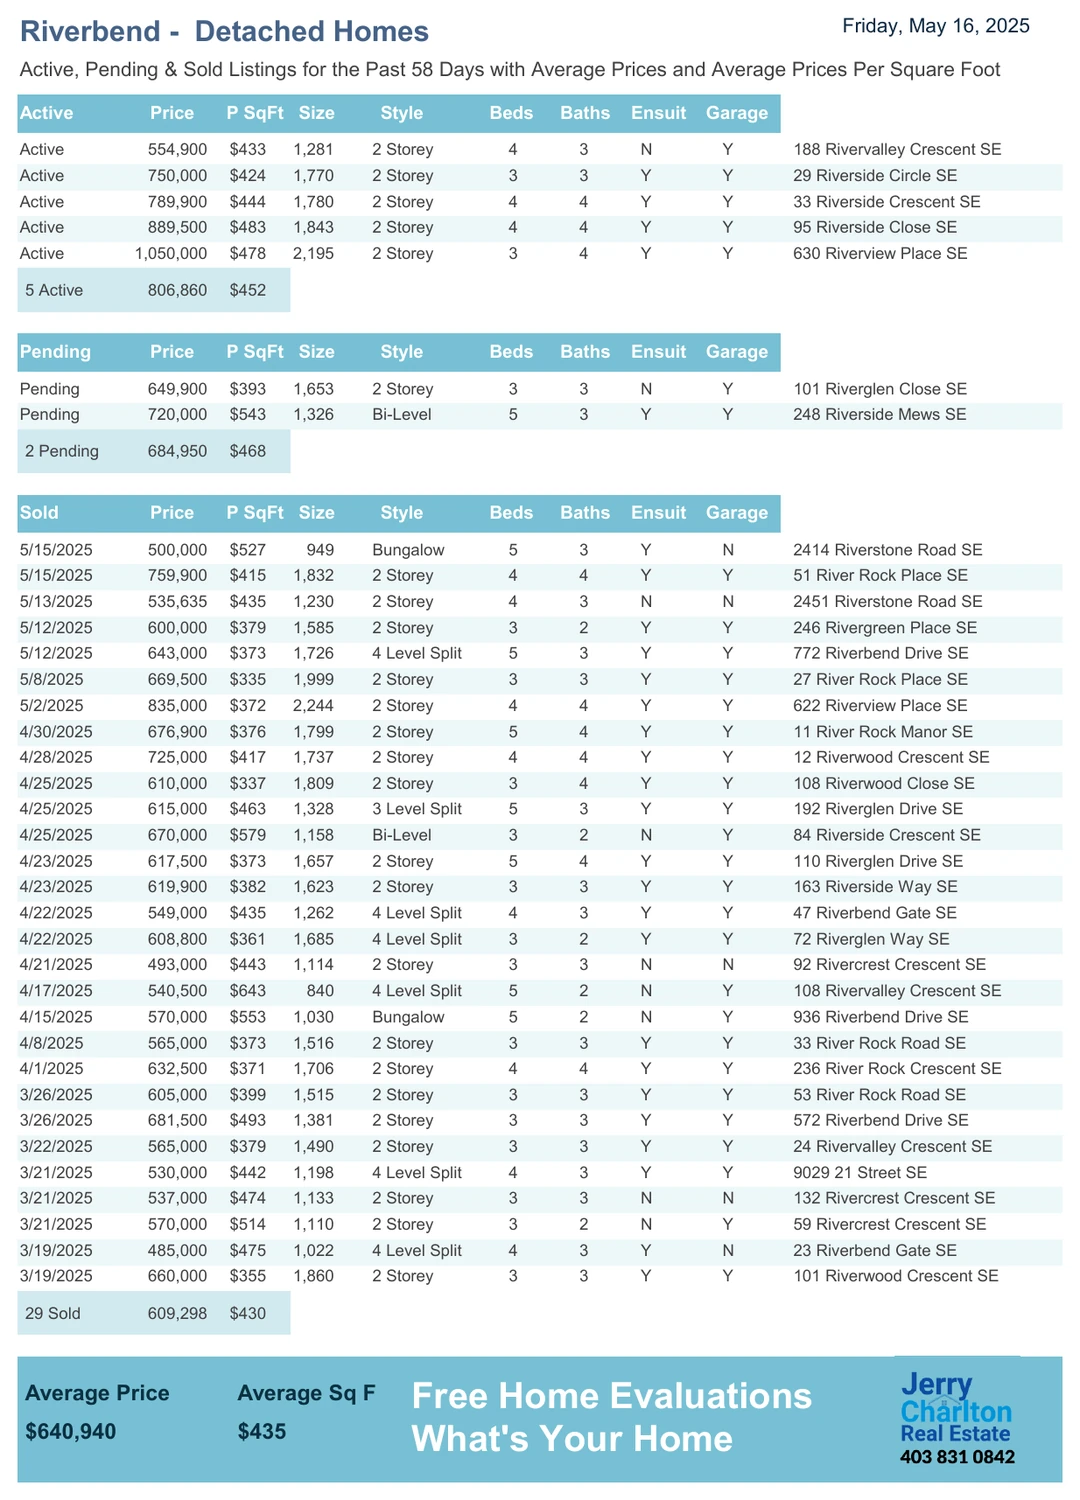 Riverbend - Detached Homes
Friday, May 16, 2025
Active, Pending & Sold Listings for the Past 58 Days with Average Prices and Average Prices Per Square Foot
Active Price P SqFt Size Style Beds Baths Ensuit Garage
Active 554,900 $433 1,281 2 Storey 4 3 N Y 188 Rivervalley Crescent SE
Active 750,000 $424 1,770 2 Storey 3 3 Y Y 29 Riverside Circle SE
Active 789,900 $444 1,780 2 Storey 4 4 Y Y 33 Riverside Crescent SE
Active 889,500 $483 1,843 2 Storey 4 4 Y Y 95 Riverside Close SE
Active 1,050,000 $478 2,195 2 Storey 3 4 Y Y 630 Riverview Place SE
5 Active 806,860 $452
Pending Price P SqFt Size Style Beds Baths Ensuit Garage
Pending 649,900 $393 1,653 2 Storey 3 3 N Y 101 Riverglen Close SE
Pending 720,000 $543 1,326 Bi-Level 5 3 Y Y 248 Riverside Mews SE
2 Pending 684,950 $468
Sold Price P SqFt Size Style Beds Baths Ensuit Garage
5/15/2025 500,000 $527 949 Bungalow 5 3 Y N 2414 Riverstone Road SE
5/15/2025 759,900 $415 1,832 2 Storey 4 4 Y Y 51 River Rock Place SE
5/13/2025 535,635 $435 1,230 2 Storey 4 3 N N 2451 Riverstone Road SE
5/12/2025 600,000 $379 1,585 2 Storey 3 2 Y Y 246 Rivergreen Place SE
5/12/2025 643,000 $373 1,726 4 Level Split 5 3 Y Y 772 Riverbend Drive SE
5/8/2025 669,500 $335 1,999 2 Storey 3 3 Y Y 27 River Rock Place SE
5/2/2025 835,000 $372 2,244 2 Storey 4 4 Y Y 622 Riverview Place SE
4/30/2025 676,900 $376 1,799 2 Storey 5 4 Y Y 11 River Rock Manor SE
4/28/2025 725,000 $417 1,737 2 Storey 4 4 Y Y 12 Riverwood Crescent SE
4/25/2025 610,000 $337 1,809 2 Storey 3 4 Y Y 108 Riverwood Close SE
4/25/2025 615,000 $463 1,328 3 Level Split 5 3 Y Y 192 Riverglen Drive SE
4/25/2025 670,000 $579 1,158 Bi-Level 3 2 N Y 84 Riverside Crescent SE
4/23/2025 617,500 $373 1,657 2 Storey 5 4 Y Y 110 Riverglen Drive SE
4/23/2025 619,900 $382 1,623 2 Storey 3 3 Y Y 163 Riverside Way SE
4/22/2025 549,000 $435 1,262 4 Level Split 4 3 Y Y 47 Riverbend Gate SE
4/22/2025 608,800 $361 1,685 4 Level Split 3 2 Y Y 72 Riverglen Way SE
4/21/2025 493,000 $443 1,114 2 Storey 3 3 N N 92 Rivercrest Crescent SE
4/17/2025 540,500 $643 840 4 Level Split 5 2 N Y 108 Rivervalley Crescent SE
4/15/2025 570,000 $553 1,030 Bungalow 5 2 N Y 936 Riverbend Drive SE
4/8/2025 565,000 $373 1,516 2 Storey 3 3 Y Y 33 River Rock Road SE
4/1/2025 632,500 $371 1,706 2 Storey 4 4 Y Y 236 River Rock Crescent SE
3/26/2025 605,000 $399 1,515 2 Storey 3 3 Y Y 53 River Rock Road SE
3/26/2025 681,500 $493 1,381 2 Storey 3 3 Y Y 572 Riverbend Drive SE
3/22/2025 565,000 $379 1,490 2 Storey 3 3 Y Y 24 Rivervalley Crescent SE
3/21/2025 530,000 $442 1,198 4 Level Split 4 3 Y Y 9029 21 Street SE
3/21/2025 537,000 $474 1,133 2 Storey 3 3 N N 132 Rivercrest Crescent SE
3/21/2025 570,000 $514 1,110 2 Storey 3 2 N Y 59 Rivercrest Crescent SE
3/19/2025 485,000 $475 1,022 4 Level Split 4 3 Y N 23 Riverbend Gate SE
3/19/2025 660,000 $355 1,860 2 Storey 3 3 Y Y 101 Riverwood Crescent SE
29 Sold 609,298 $430
Average Price Average Sq F
$640,940 $435
Free Home Evaluations
What's Your Home
Jerry
Charlton
Real Estate
403 831 0842